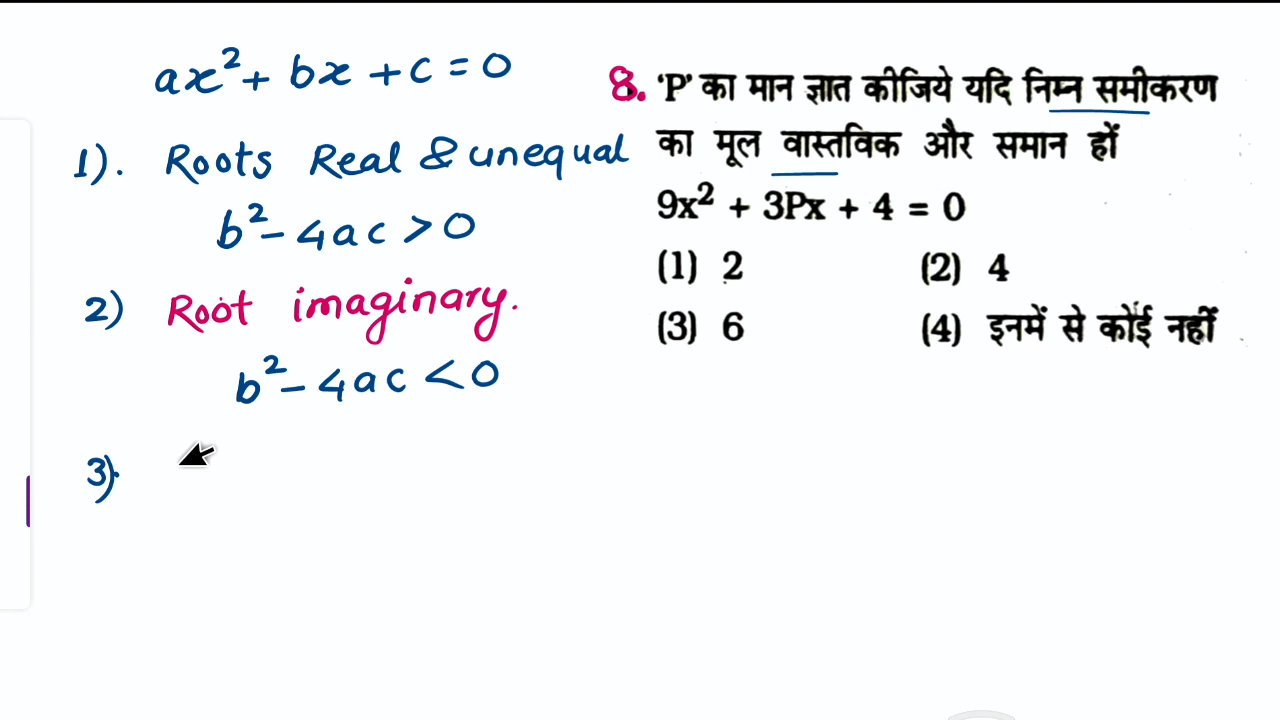 ax² + bx + c = 0
1). Roots Real & unequal
b² - 4ac > 0
2) Root imaginary.
b² - 4ac < 0
3).
8. 'P' का मान ज्ञात कीजिये यदि निम्न समीकरण
का मूल वास्तविक और समान हों
9x² + 3Px + 4 = 0
(1) 2 (2) 4
(3) 6 (4) इनमें से कोई नहीं